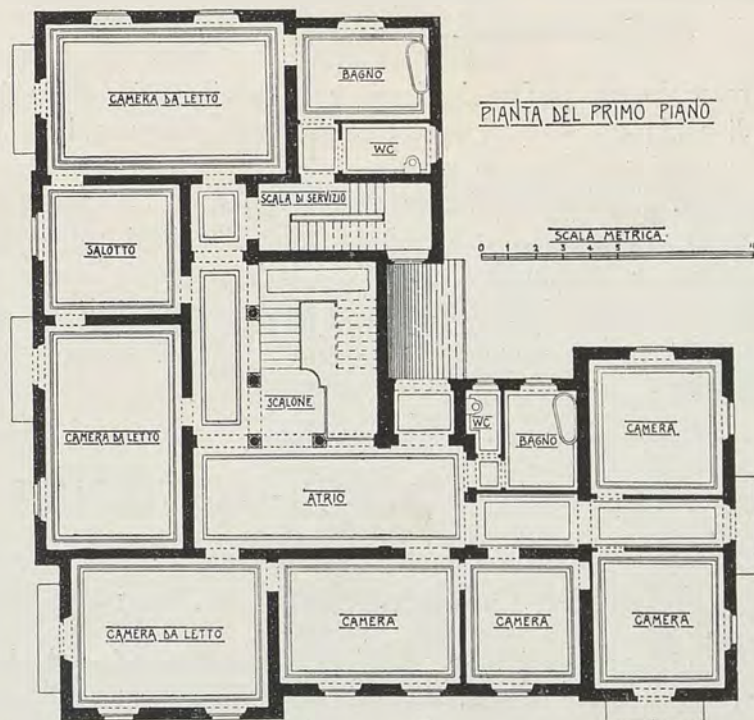 CAMERA DA LETTO
BAGNO
PIANTA DEL PRIMO PIANO
WC
SCALA DI SERVIZIO
SALOTTO
SCALA METRICA
0 1 2 3 4 5
SCALONE
CAMERA DA LETTO
WC
BAGNO
CAMERA
ATRIO
CAMERA DA LETTO
CAMERA
CAMERA
CAMERA